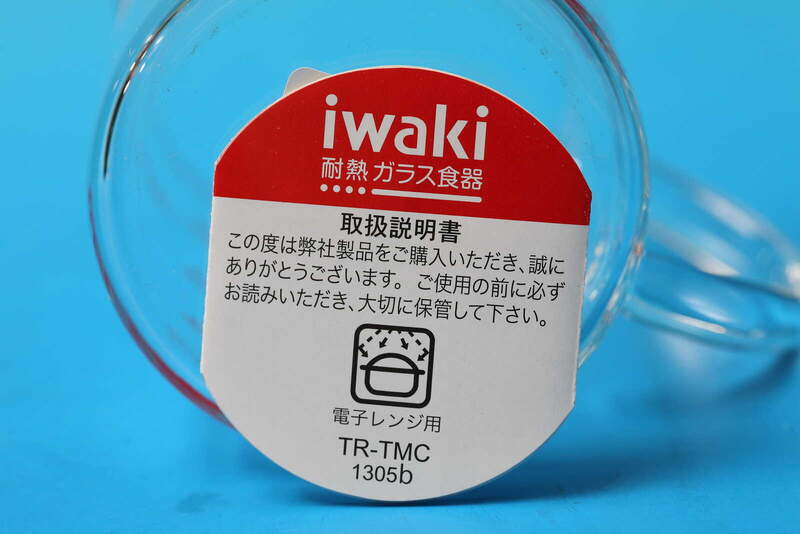 iwaki
耐熱ガラス食器
取扱説明書
この度は弊社製品をご購入いただき、誠に
ありがとうございます。ご使用の前に必ず
お読みいただき、大切に保管して下さい。
電子レンジ用
TR-TMC
1305b